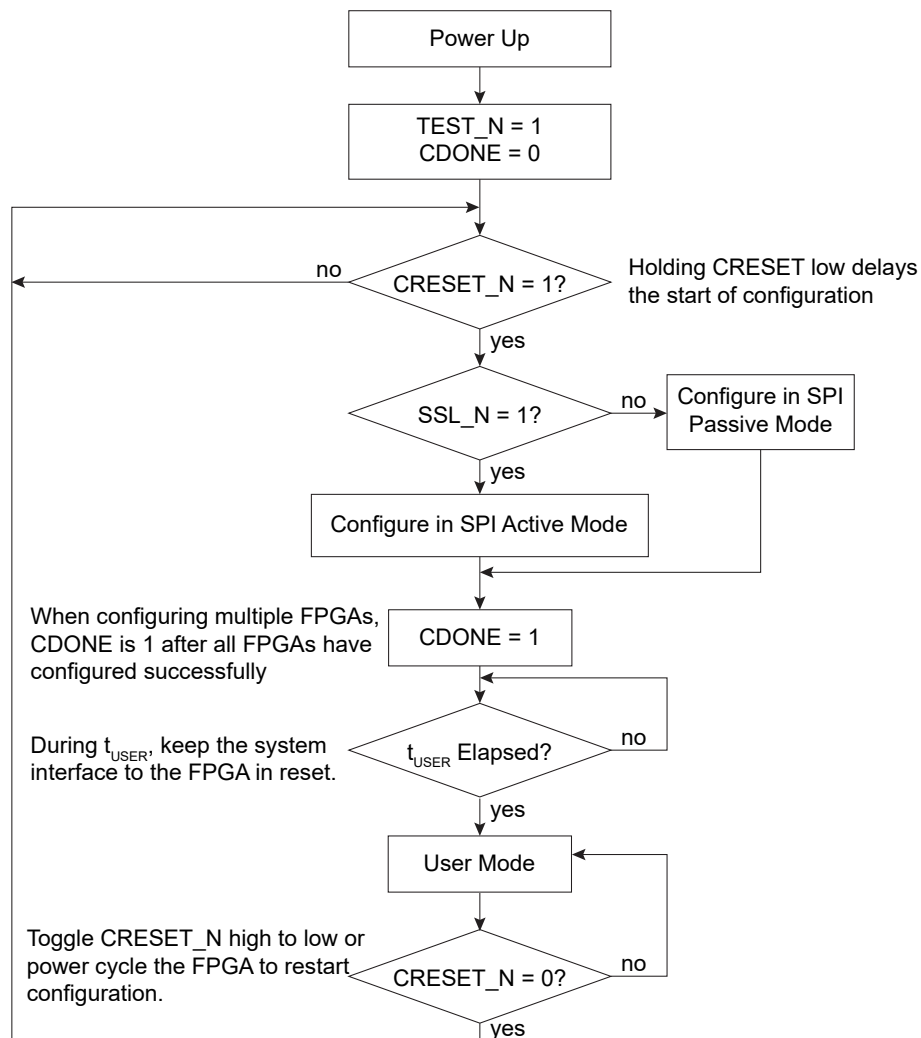 Power Up
TEST_N = 1
CDONE = 0
no
CRESET_N = 1?
Holding CRESET low delays
the start of configuration
yes
SSL_N = 1?
no
Configure in SPI
Passive Mode
yes
Configure in SPI Active Mode
When configuring multiple FPGAs,
CDONE is 1 after all FPGAs have
configured successfully
CDONE = 1
During tUSER, keep the system
interface to the FPGA in reset.
tUSER Elapsed?
no
yes
User Mode
Toggle CRESET_N high to low or
power cycle the FPGA to restart
configuration.
CRESET_N = 0?
no
yes